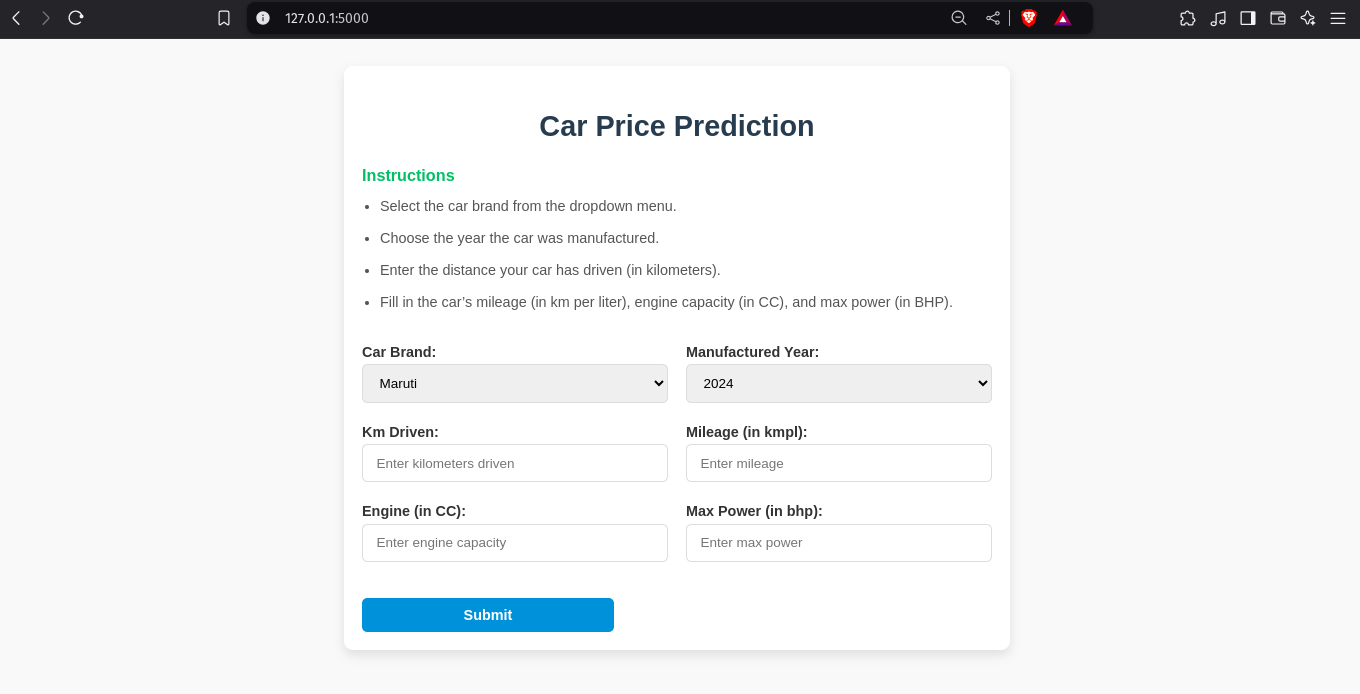 127.0.0.1:5000
Car Price Prediction
Instructions
• Select the car brand from the dropdown menu.
• Choose the year the car was manufactured.
• Enter the distance your car has driven (in kilometers).
• Fill in the car’s mileage (in km per liter), engine capacity (in CC), and max power (in BHP).
Car Brand: Manufactured Year:
Maruti 2024
Km Driven: Mileage (in kmpl):
Enter kilometers driven Enter mileage
Engine (in CC): Max Power (in bhp):
Enter engine capacity Enter max power
Submit